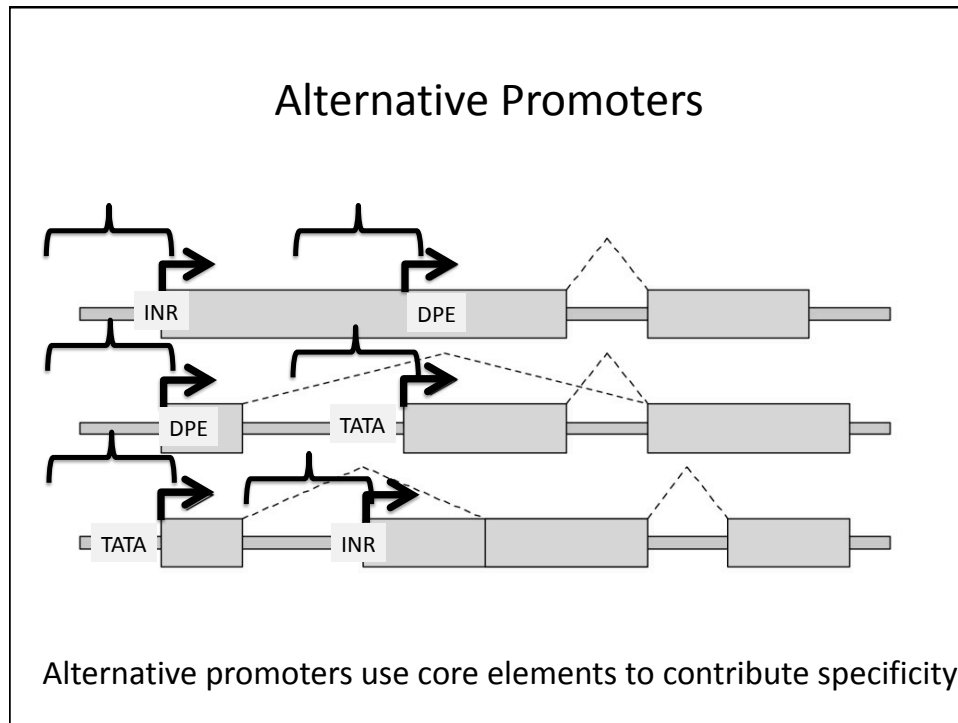 Alternative Promoters
INR
DPE
DPE
TATA
TATA
INR
Alternative promoters use core elements to contribute specificity